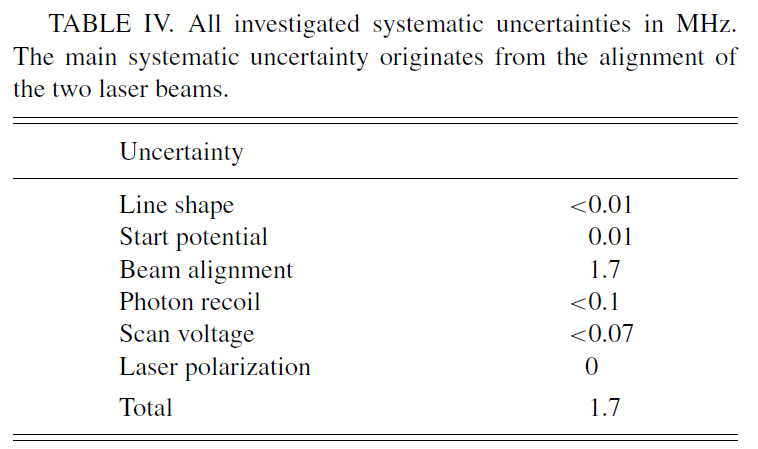 TABLE IV. All investigated systematic uncertainties in MHz.
The main systematic uncertainty originates from the alignment of
the two laser beams.
Uncertainty
Line shape <0.01
Start potential 0.01
Beam alignment 1.7
Photon recoil <0.1
Scan voltage <0.07
Laser polarization 0
Total 1.7